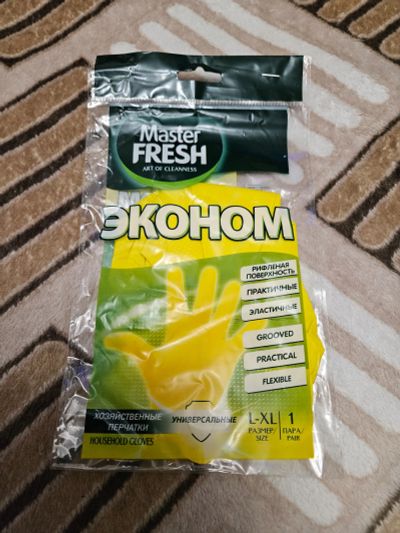 Master
FRESH
ART OF CLEANNESS
ЭКОНОМ
РИФЛЕНАЯ
ПОВЕРХНОСТЬ
ПРАКТИЧНЫЕ
ЭЛАСТИЧНЫЕ
GROOVED
PRACTICAL
FLEXIBLE
ХОЗЯЙСТВЕННЫЕ
ПЕРЧАТКИ
HOUSEHOLD GLOVES
УНИВЕРСАЛЬНЫЕ
L-XL
РАЗМЕР/
SIZE
1
ПАРА/
PAIR